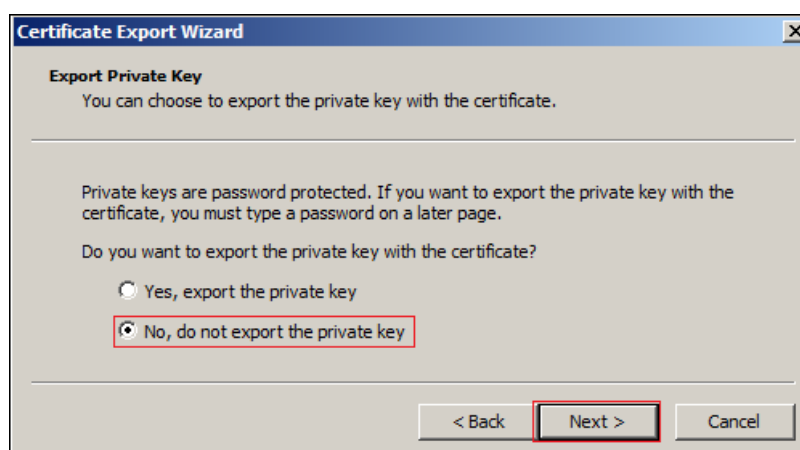 Certificate Export Wizard
Export Private Key
You can choose to export the private key with the certificate.
Private keys are password protected. If you want to export the private key with the
certificate, you must type a password on a later page.
Do you want to export the private key with the certificate?
Yes, export the private key
No, do not export the private key
< Back Next > Cancel